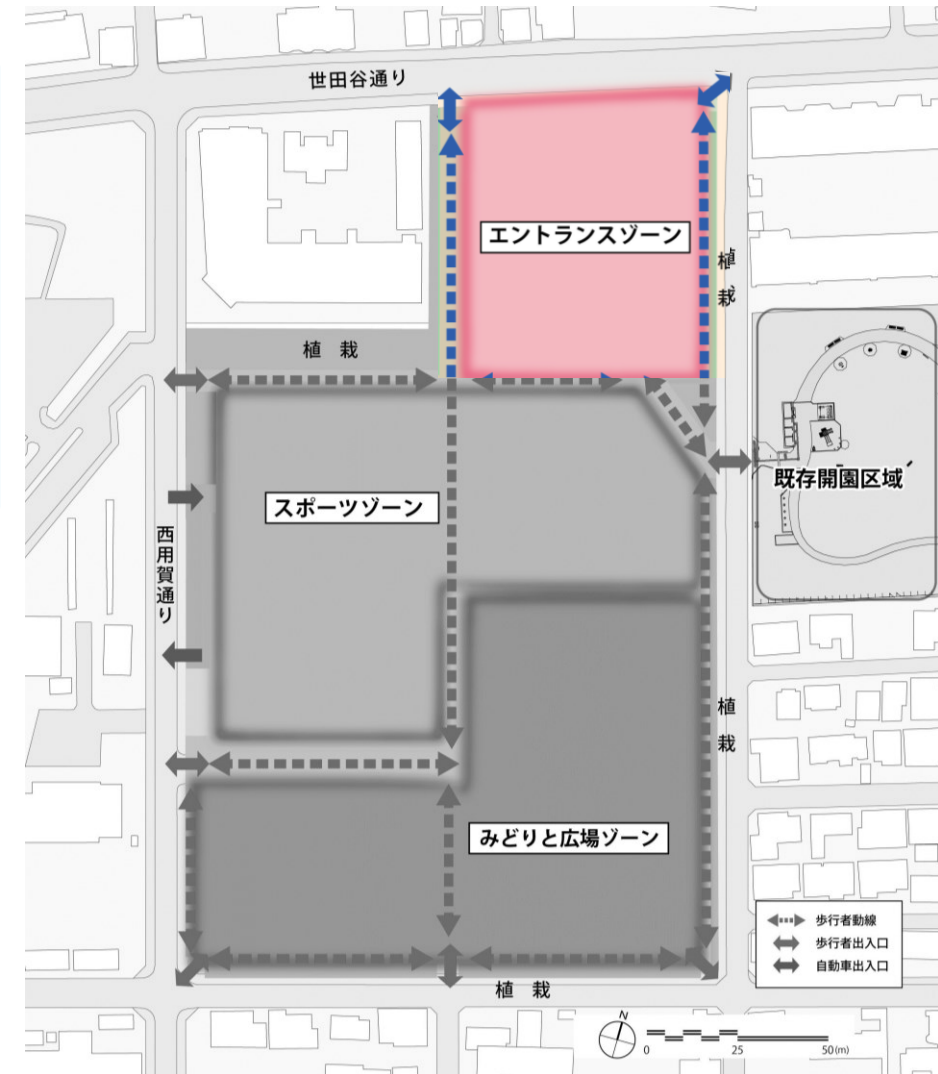 世田谷通り
エントランスゾーン
植栽
植栽
既存開園区域
スポーツゾーン
西用賀通り
植栽
みどりと広場ゾーン
歩行者動線
歩行者出入口
自動車出入口
植栽
N
0 25 50(m)